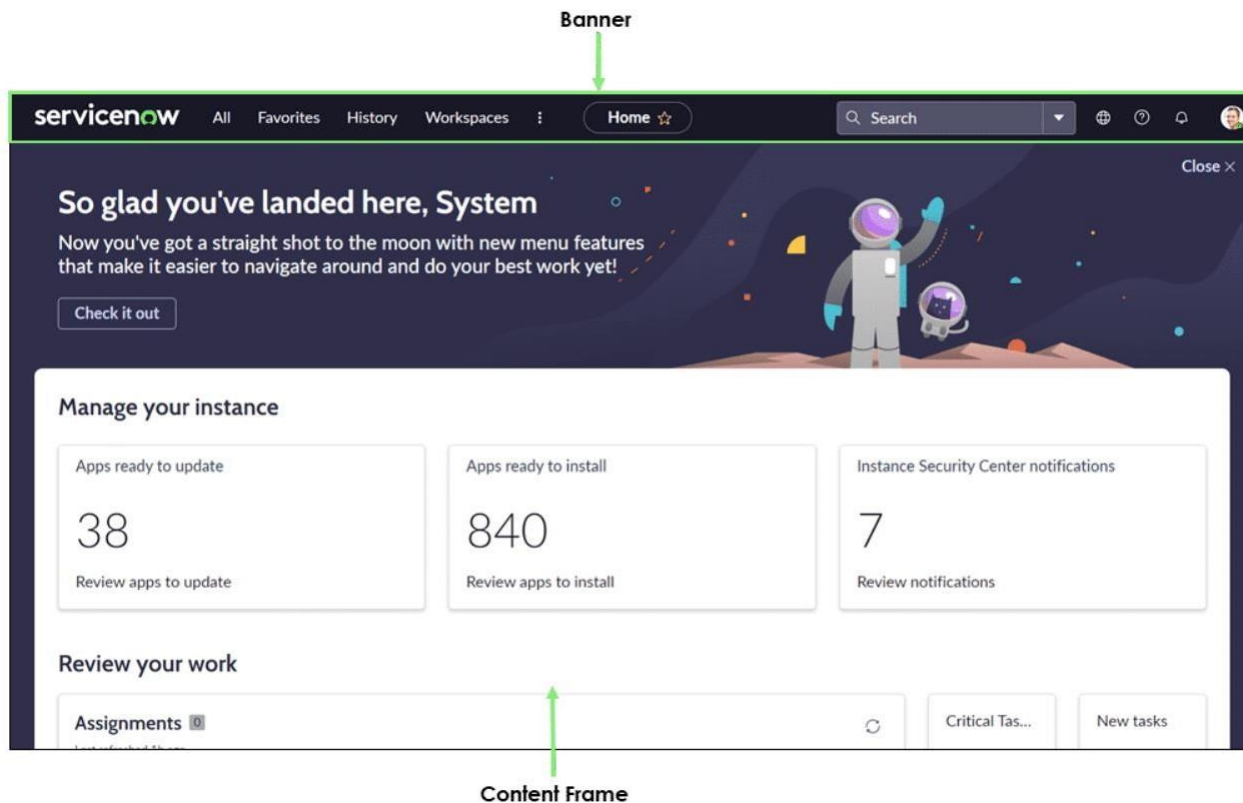 Banner
servicenow All Favorites History Workspaces Home Search
Close
So glad you've landed here, System
Now you've got a straight shot to the moon with new menu features
that make it easier to navigate around and do your best work yet!
Check it out
Manage your instance
Apps ready to update
38
Review apps to update
Apps ready to install
840
Review apps to install
Instance Security Center notifications
7
Review notifications
Review your work
Assignments 0
Critical Tas...
New tasks
Content Frame